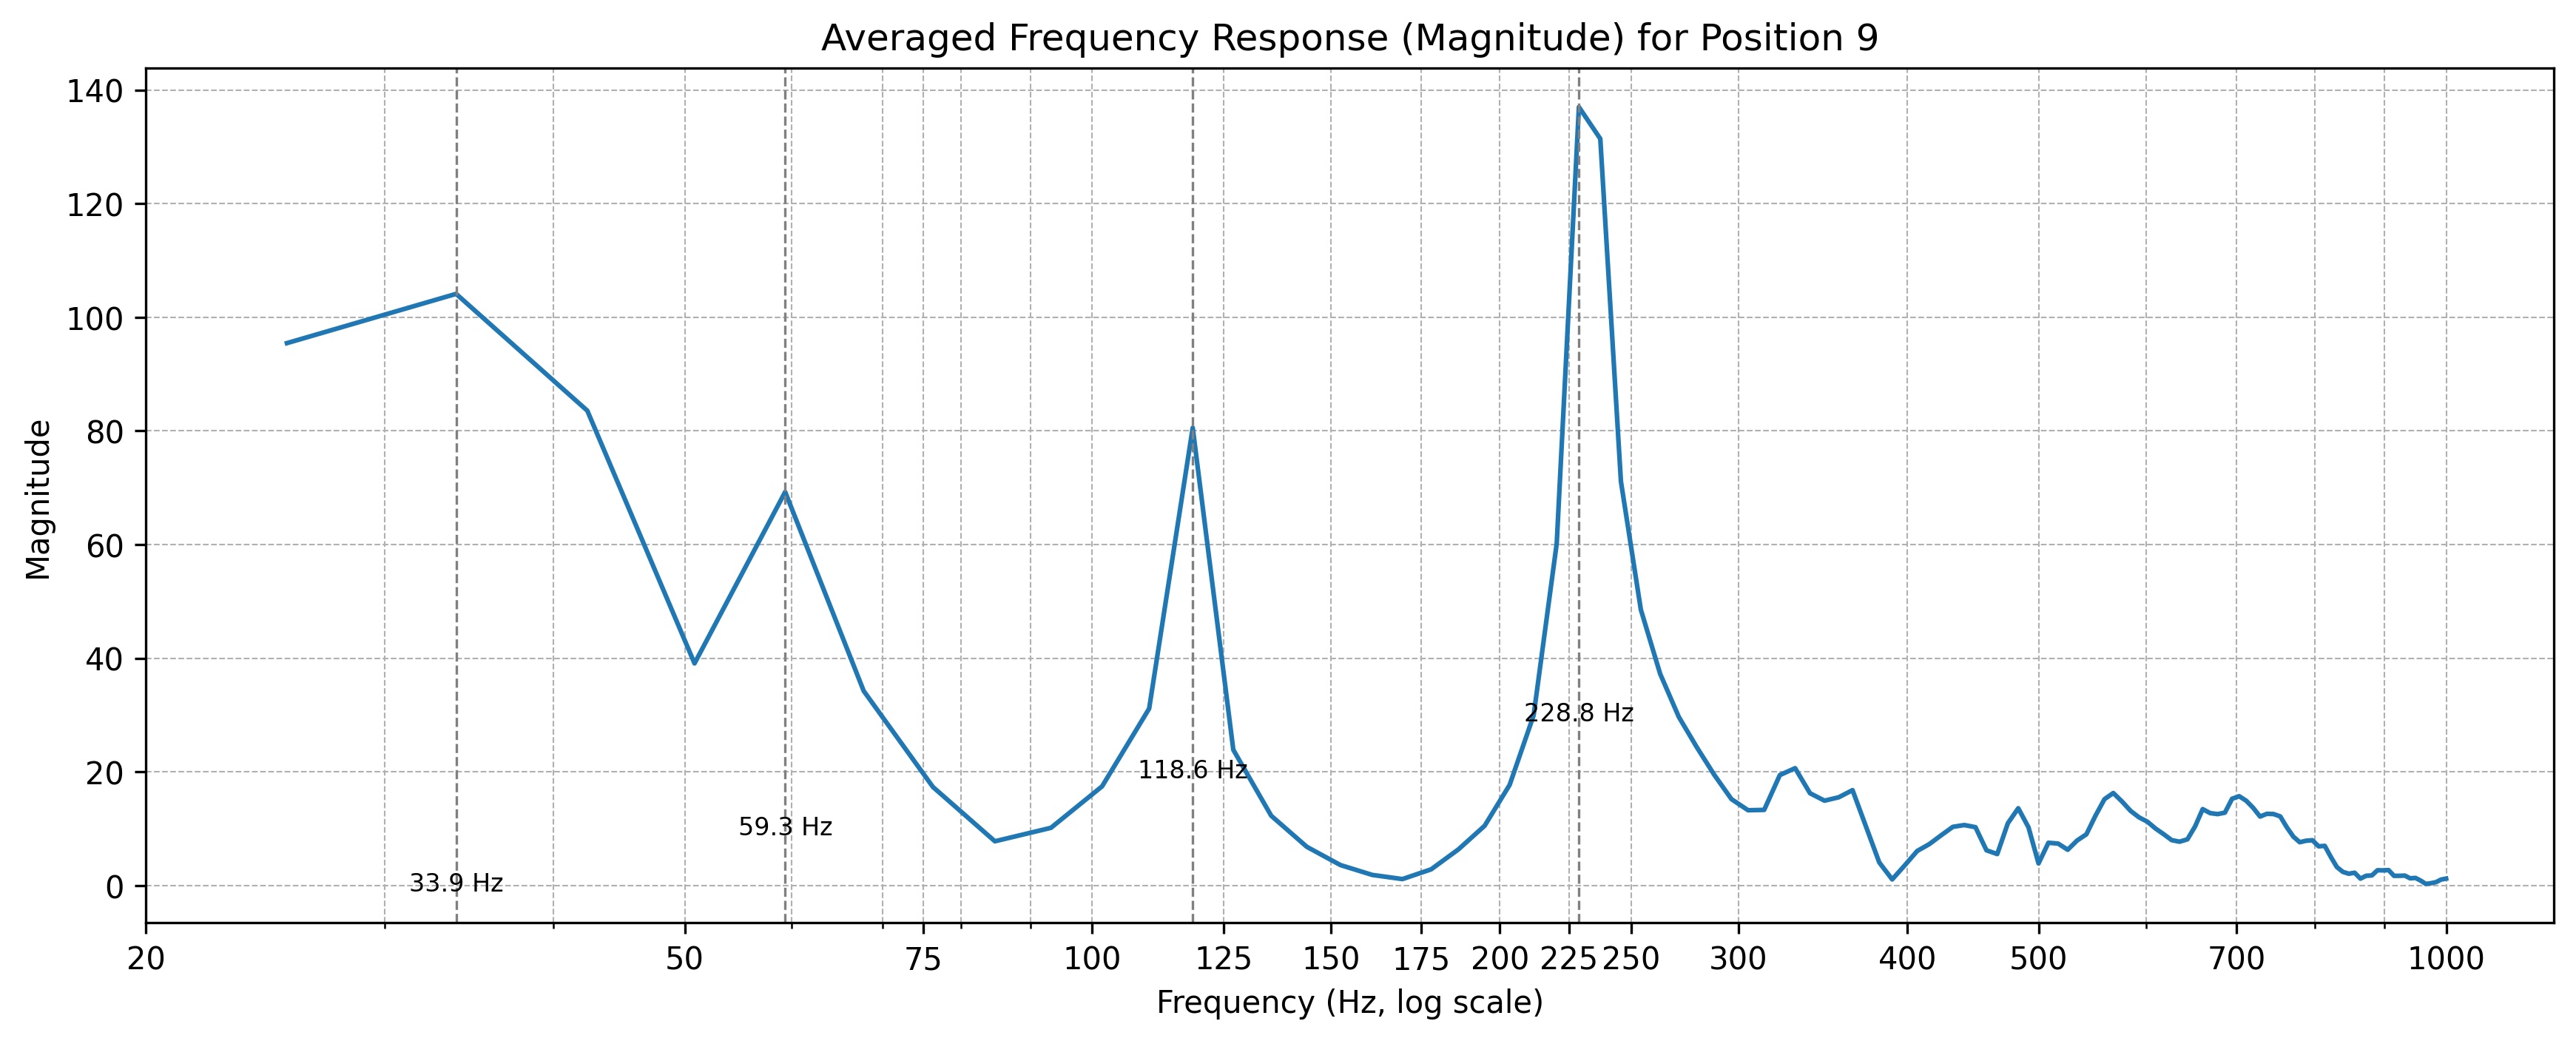 Averaged Frequency Response (Magnitude) for Position 9
140
120
100
80
60
40
20
0
Magnitude
228.8 Hz
118.6 Hz
59.3 Hz
33.9 Hz
20 50 75 100 125 150 175 200 225 250 300 400 500 700 1000
Frequency (Hz, log scale)